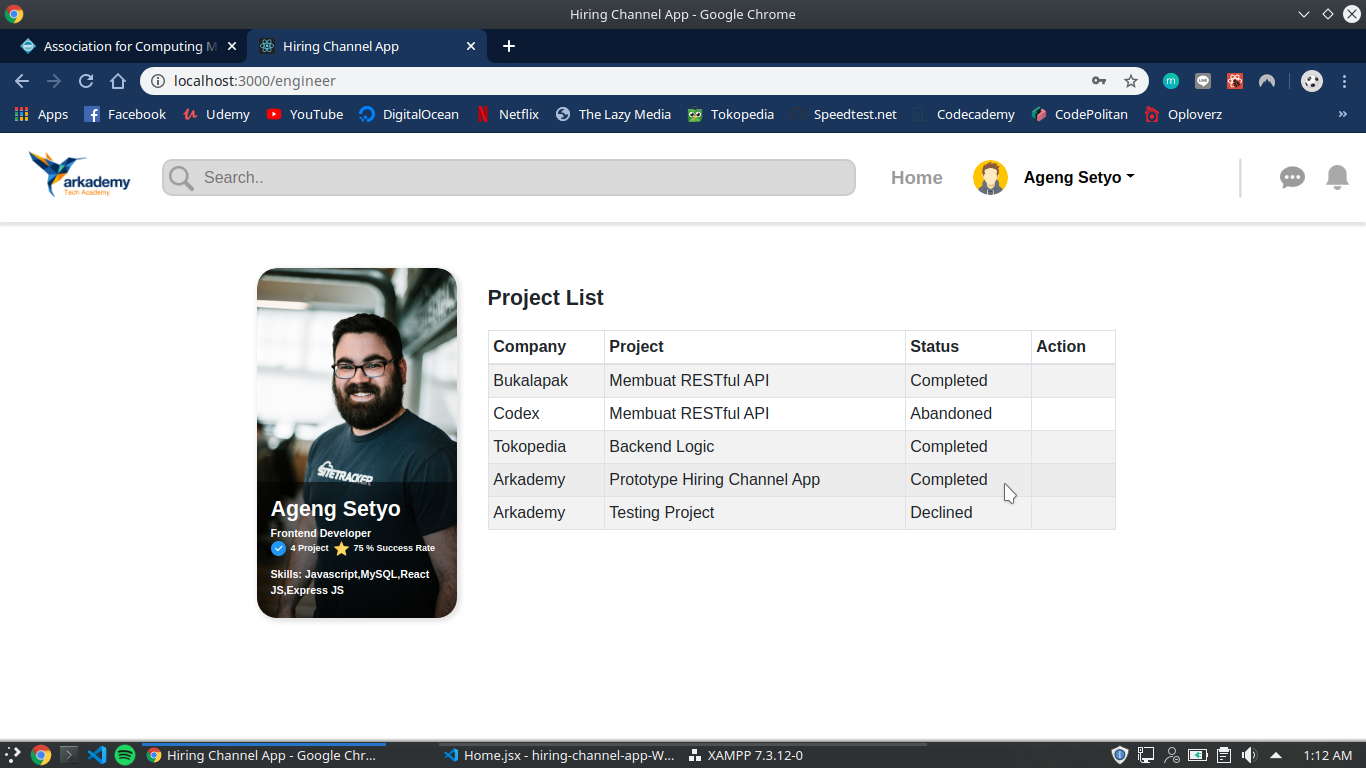 Hiring Channel App - Google Chrome
Association for Computing M
Hiring Channel App
localhost:3000/engineer
Apps Facebook Udemy YouTube DigitalOcean Netflix The Lazy Media Tokopedia Speedtest.net Codecademy CodePolitan Oploverz »
arkademy
Tech Academy
Search..
Home
Ageng Setyo
Project List
Company Project Status Action
Bukalapak Membuat RESTful API Completed
Codex Membuat RESTful API Abandoned
Tokopedia Backend Logic Completed
Arkademy Prototype Hiring Channel App Completed
Arkademy Testing Project Declined
SITETRACKER
Ageng Setyo
Frontend Developer
4 Project 75 % Success Rate
Skills: Javascript,MySQL,React
JS,Express JS
Hiring Channel App - Google Chr...
Home.jsx - hiring-channel-app-W...
XAMPP 7.3.12-0
1:12 AM